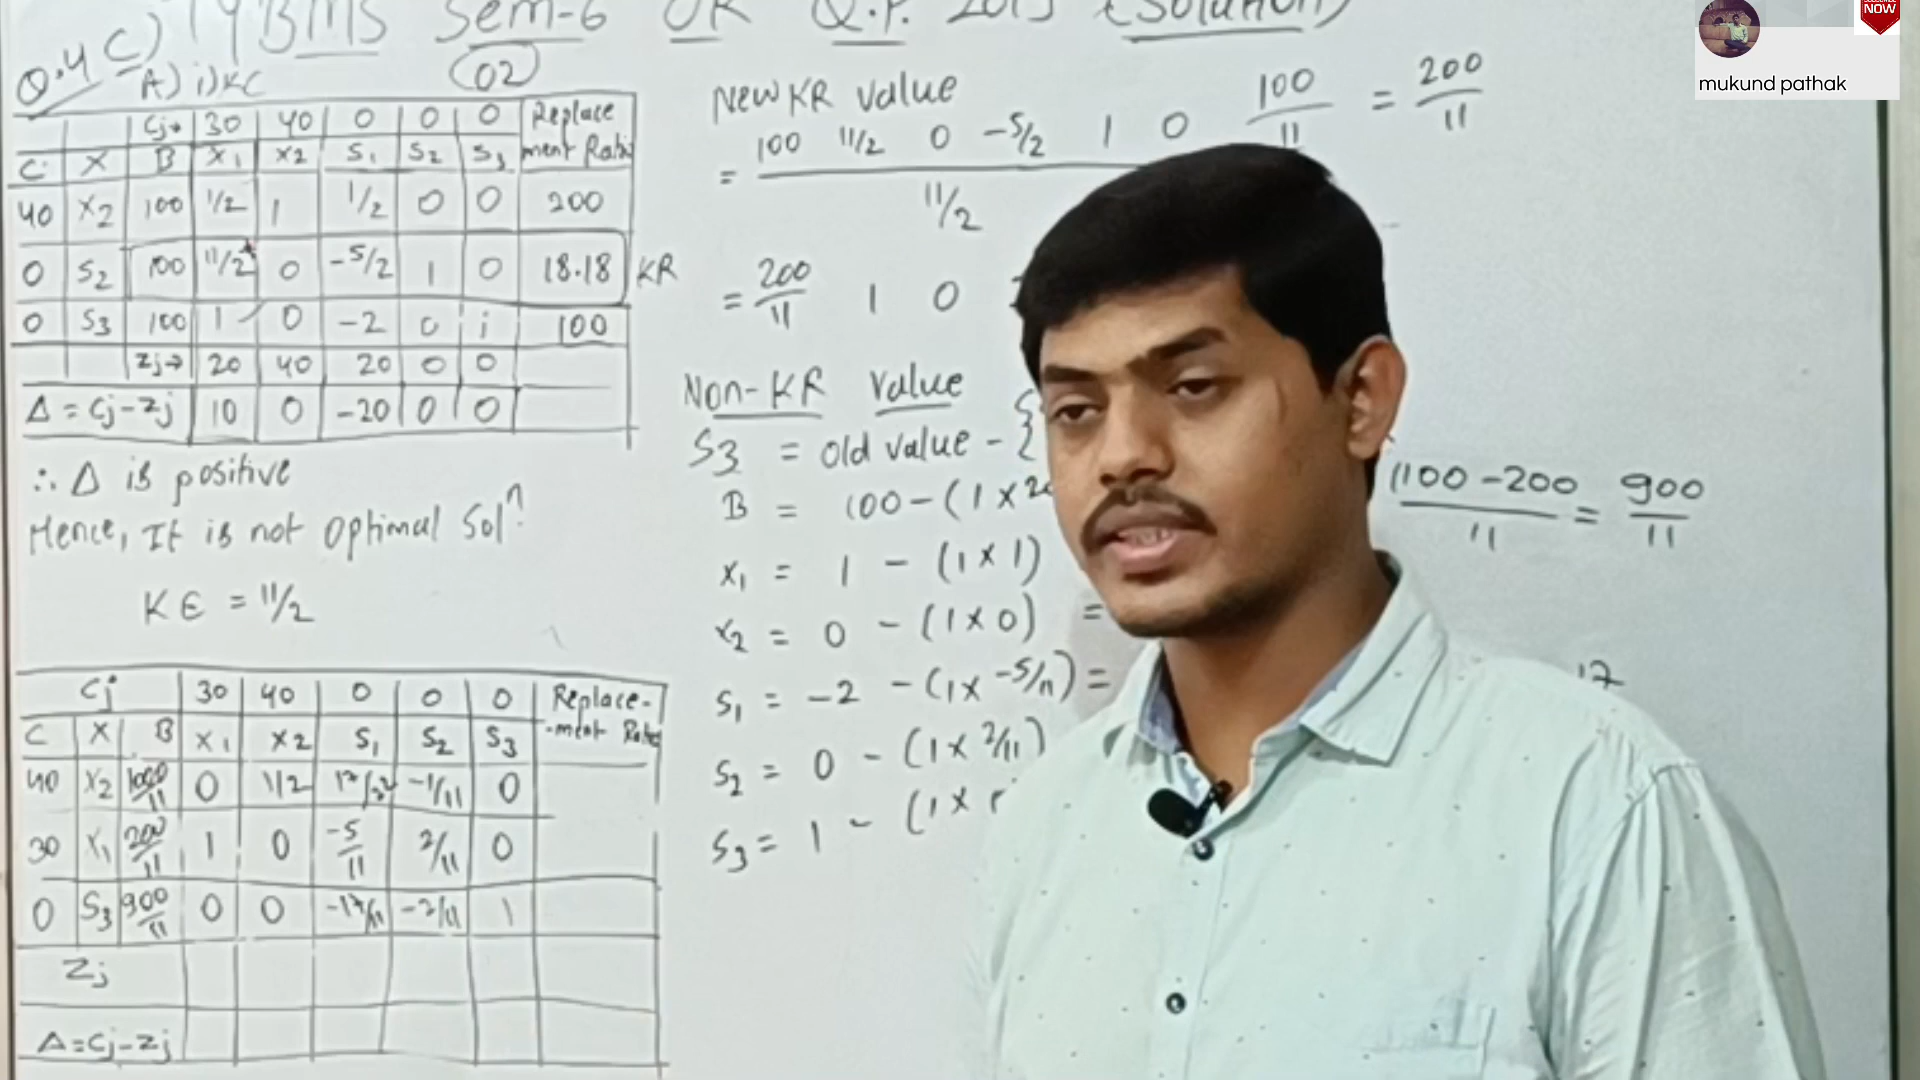 Q.4 C) TYBMS Sem-6 OR Q.P. 2015 (Solution)
A) i) KC 02
NOW
mukund pathak
Cj→ 30 40 0 0 0 Replace
C X B X1 X2 S1 S2 S3 ment Ratio
40 X2 100 1/2 1 1/2 0 0 200
0 S2 100 11/2 0 -5/2 1 0 18.18 KR
0 S3 100 1 0 -2 0 1 100
Zj→ 20 40 20 0 0
Δ = Cj-Zj 10 0 -20 0 0
∴ Δ is positive
Hence, It is not optimal Solⁿ.
KE = 11/2
Cj 30 40 0 0 0 Replace-
C X B X1 X2 S1 S2 S3 -ment Ratio
40 X2 1000/11 0 1/2 -1/11 0
30 X1 200/11 1 0 -5/11 2/11 0
0 S3 900/11 0 0 -17/11 -2/11 1
Zj
Δ=Cj-Zj
New KR value
= 100 11/2 0 -5/2 1 0
11/2
100/11 = 200/11
= 200/11 1 0
Non-KR value
S3 = old value - {
B = 100 - (1 x
1100-200/11 = 900/11
X1 = 1 - (1 x 1)
X2 = 0 - (1 x 0) =
S1 = -2 - (1 x -5/11) =
17
S2 = 0 - (1 x 2/11)
S3 = 1 - (1 x